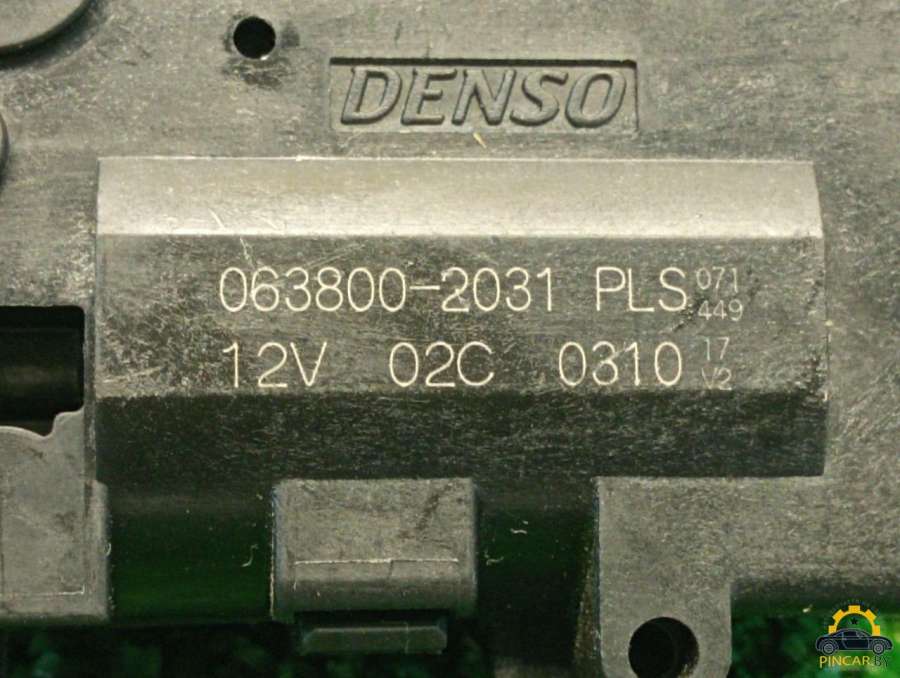 DENSO
063800-2031 PLS 071 449
12V 02C 0310 17 V2
PINCAR.BY